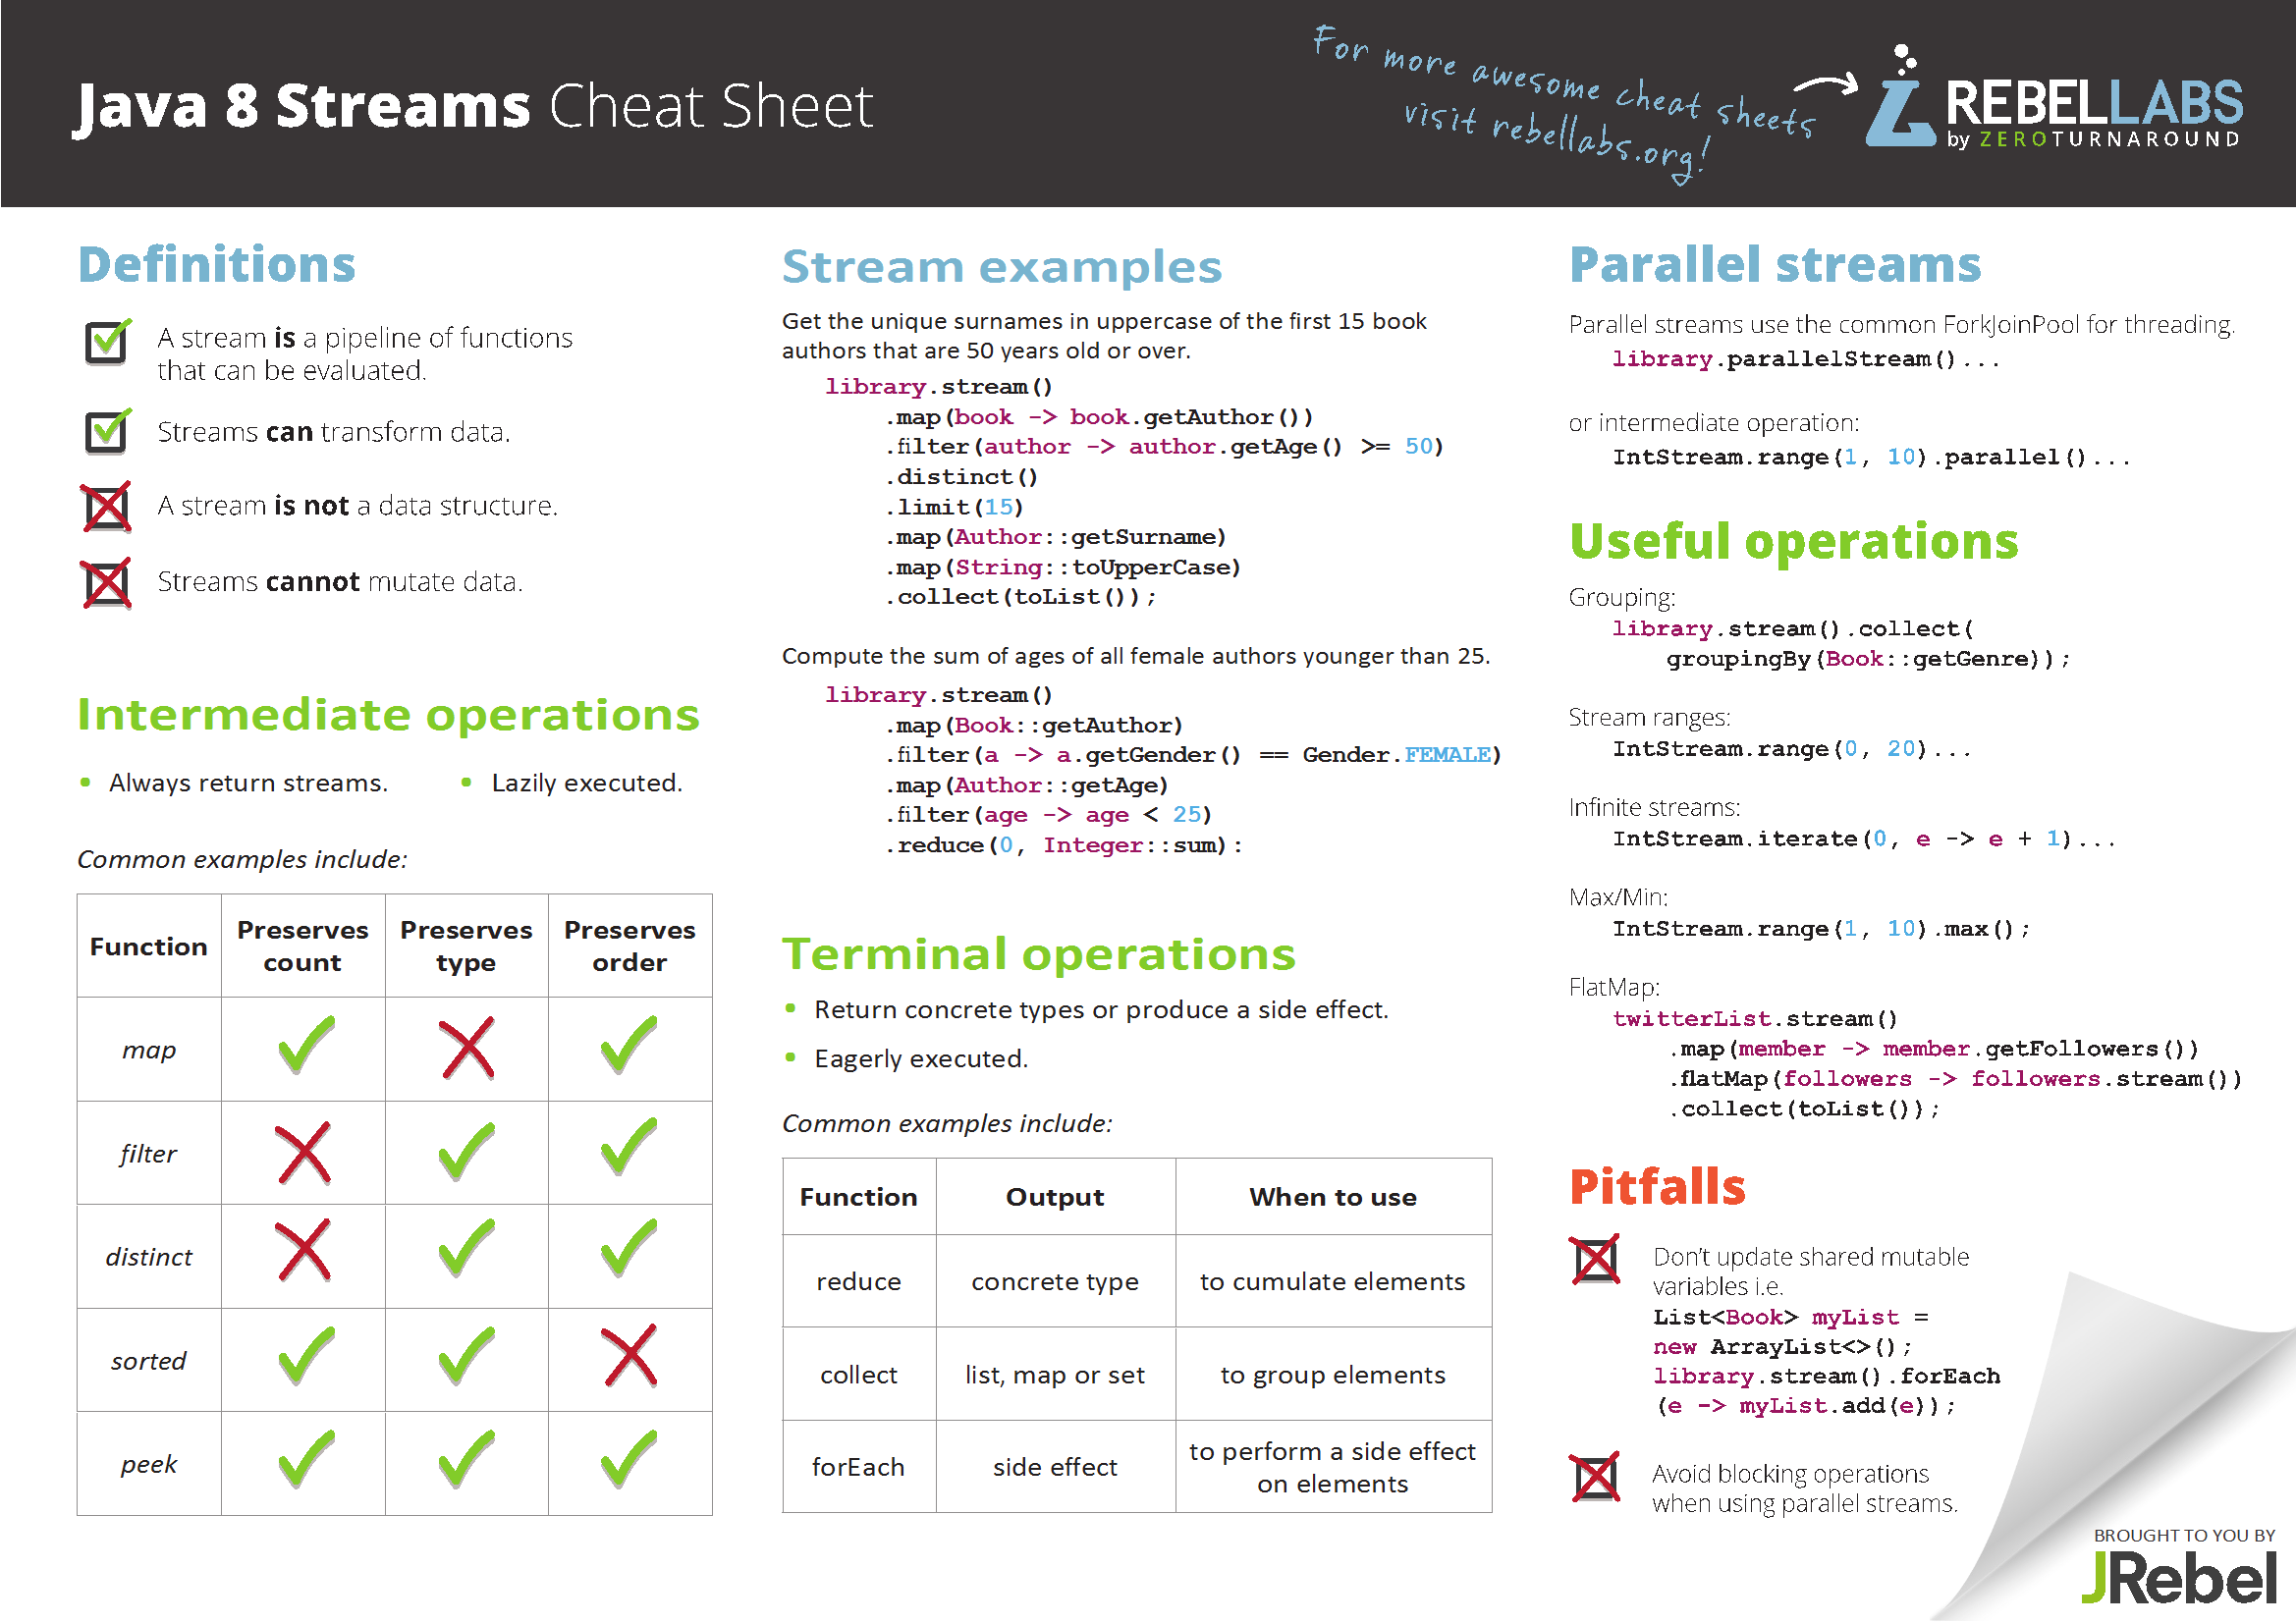 Java 8 Streams Cheat Sheet
For more awesome cheat sheets
visit rebellabs.org!
REBELLABS
by ZEROTURNAROUND
Definitions
A stream is a pipeline of functions
that can be evaluated.
Streams can transform data.
A stream is not a data structure.
Streams cannot mutate data.
Intermediate operations
• Always return streams.
• Lazily executed.
Common examples include:
Function Preserves count Preserves type Preserves order
map
filter
distinct
sorted
peek
Stream examples
Get the unique surnames in uppercase of the first 15 book
authors that are 50 years old or over.
library.stream()
.map(book -> book.getAuthor())
.filter(author -> author.getAge() >= 50)
.distinct()
.limit(15)
.map(Author::getSurname)
.map(String::toUpperCase)
.collect(toList());
Compute the sum of ages of all female authors younger than 25.
library.stream()
.map(Book::getAuthor)
.filter(a -> a.getGender() == Gender.FEMALE)
.map(Author::getAge)
.filter(age -> age < 25)
.reduce(0, Integer::sum):
Terminal operations
• Return concrete types or produce a side effect.
• Eagerly executed.
Common examples include:
Function Output When to use
reduce concrete type to cumulate elements
collect list, map or set to group elements
forEach side effect to perform a side effect
on elements
Parallel streams
Parallel streams use the common ForkJoinPool for threading.
library.parallelStream()...
or intermediate operation:
IntStream.range(1, 10).parallel()...
Useful operations
Grouping:
library.stream().collect(
groupingBy(Book::getGenre));
Stream ranges:
IntStream.range(0, 20)...
Infinite streams:
IntStream.iterate(0, e -> e + 1)...
Max/Min:
IntStream.range(1, 10).max();
FlatMap:
twitterList.stream()
.map(member -> member.getFollowers())
.flatMap(followers -> followers.stream())
.collect(toList());
Pitfalls
Don't update shared mutable
variables i.e.
List<Book> myList =
new ArrayList<>();
library.stream().forEach
(e -> myList.add(e));
Avoid blocking operations
when using parallel streams.
BROUGHT TO YOU BY
JRebel